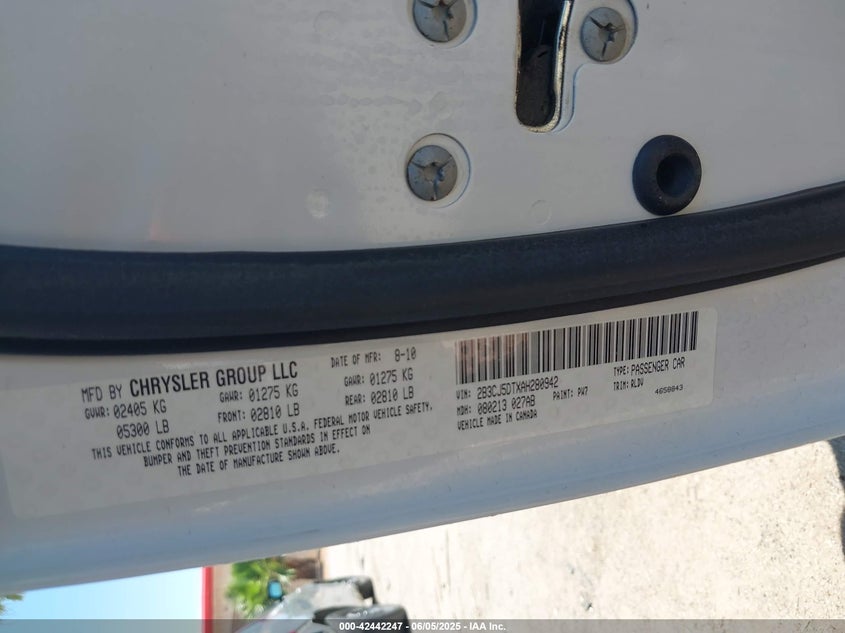 MFD BY CHRYSLER GROUP LLC
DATE OF MFR: 8-10
GVWR: 02405 KG
GAWR: 01275 KG
GAWR: 01275 KG
05300 LB
FRONT: 02810 LB
REAR: 02810 LB
THIS VEHICLE CONFORMS TO ALL APPLICABLE U.S.A. FEDERAL MOTOR VEHICLE SAFETY,
BUMPER AND THEFT PREVENTION STANDARDS IN EFFECT ON
THE DATE OF MANUFACTURE SHOWN ABOVE.
VIN: 2B3CJ5DTXAH280942
TYPE: PASSENGER CAR
MDH: 080213 027AB
PAINT: PW7
TRIM: RLDV
VEHICLE MADE IN CANADA
4658843
000-42442247 - 06/05/2025 - IAA Inc.